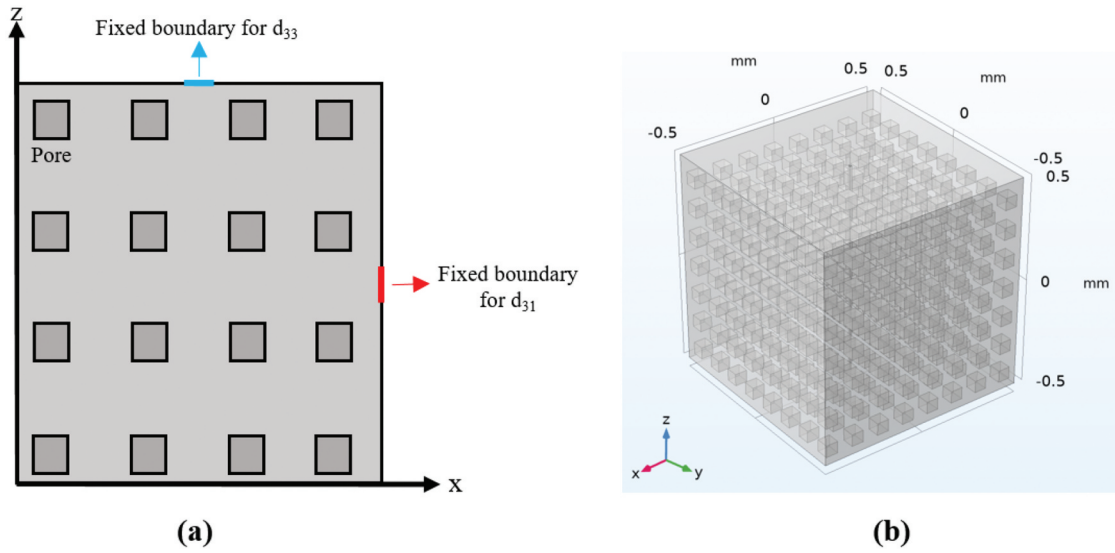 z
Fixed boundary for d33
Pore
Fixed boundary
for d31
x
(a)
mm
0.5
0.5
mm
0
0
-0.5
-0.5
0.5
0
mm
-0.5
z
x
y
(b)